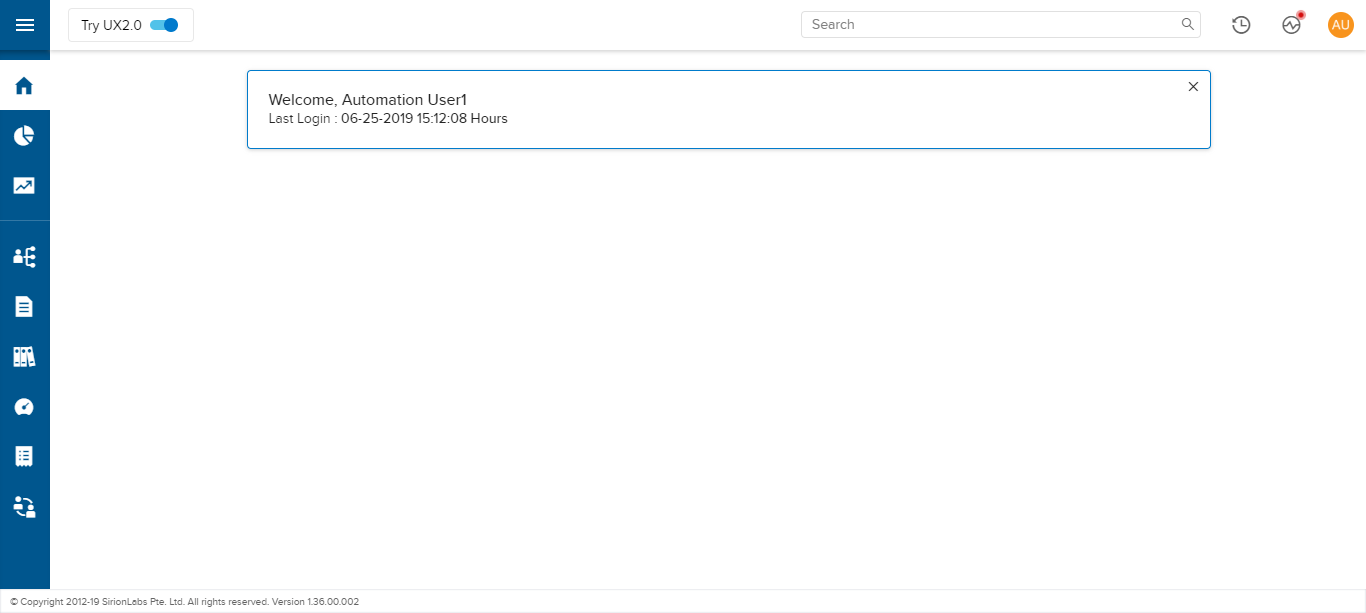 Try UX2.0
Search
AU
Welcome, Automation User1
Last Login : 06-25-2019 15:12:08 Hours
© Copyright 2012-19 SirionLabs Pte. Ltd. All rights reserved. Version 1.36.00.002